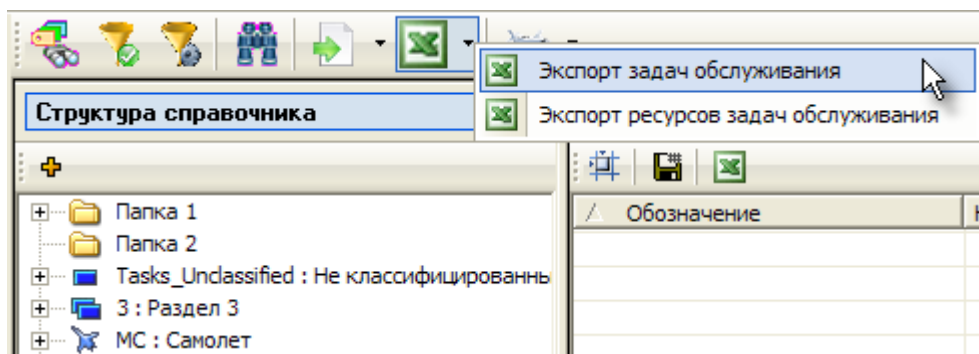 Экспорт задач обслуживания
Экспорт ресурсов задач обслуживания
Структура справочника
Обозначение
Папка 1
Папка 2
Tasks_Unclassified : Не классифицированны
3 : Раздел 3
МС : Самолет